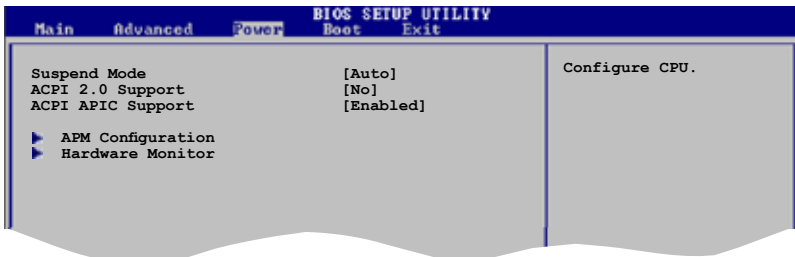 BIOS SETUP UTILITY
Main Advanced Power Boot Exit
Suspend Mode [Auto]
ACPI 2.0 Support [No]
ACPI APIC Support [Enabled]
APM Configuration
Hardware Monitor
Configure CPU.